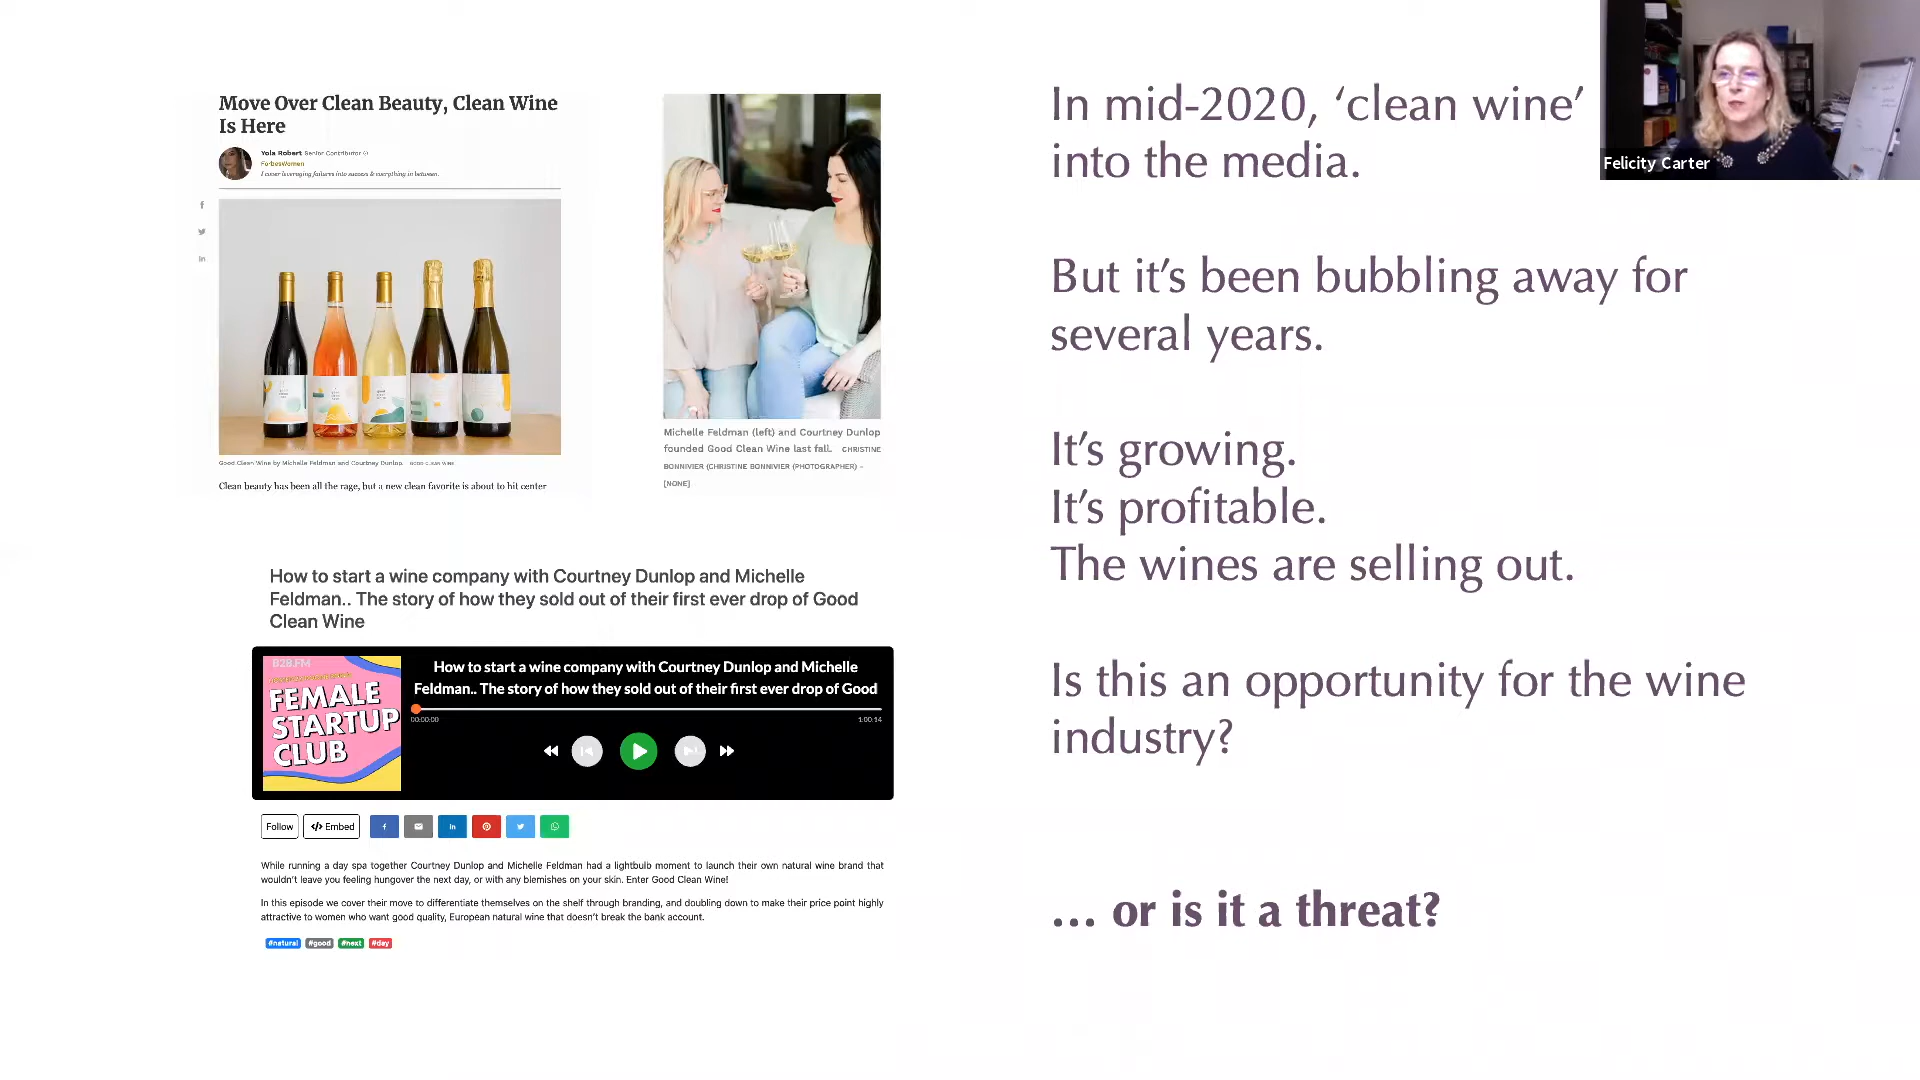 Move Over Clean Beauty, Clean Wine
Is Here
Yola Robert Senior Contributor
ForbesWomen
I cover leveraging failures into success & everything in between.
Good Clean Wine by Michelle Feldman and Courtney Dunlop. GOOD CLEAN WINE
Clean beauty has been all the rage, but a new clean favorite is about to hit center
Michelle Feldman (left) and Courtney Dunlop
founded Good Clean Wine last fall. CHRISTINE
BONNIVIER (CHRISTINE BONNIVIER (PHOTOGRAPHER) –
[NONE]
How to start a wine company with Courtney Dunlop and Michelle
Feldman.. The story of how they sold out of their first ever drop of Good
Clean Wine
B28.FM
FEMALE
STARTUP
CLUB
How to start a wine company with Courtney Dunlop and Michelle
Feldman.. The story of how they sold out of their first ever drop of Good
00:00:00
1:00:14
Follow
</> Embed
While running a day spa together Courtney Dunlop and Michelle Feldman had a lightbulb moment to launch their own natural wine brand that
wouldn't leave you feeling hungover the next day, or with any blemishes on your skin. Enter Good Clean Wine!
In this episode we cover their move to differentiate themselves on the shelf through branding, and doubling down to make their price point highly
attractive to women who want good quality, European natural wine that doesn't break the bank account.
#natural #good #next #day
In mid-2020, ‘clean wine’
into the media.
But it’s been bubbling away for
several years.
It’s growing.
It’s profitable.
The wines are selling out.
Is this an opportunity for the wine
industry?
... or is it a threat?
Felicity Carter